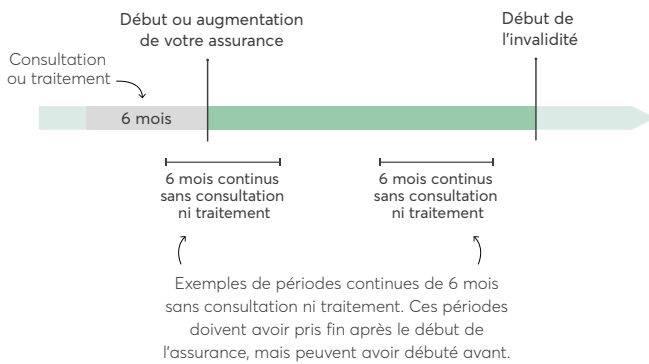 Début ou augmentation
de votre assurance
Début de
l'invalidité
Consultation
ou traitement
6 mois
6 mois continus
sans consultation
ni traitement
6 mois continus
sans consultation
ni traitement
Exemples de périodes continues de 6 mois
sans consultation ni traitement. Ces périodes
doivent avoir pris fin après le début de
l'assurance, mais peuvent avoir débuté avant.